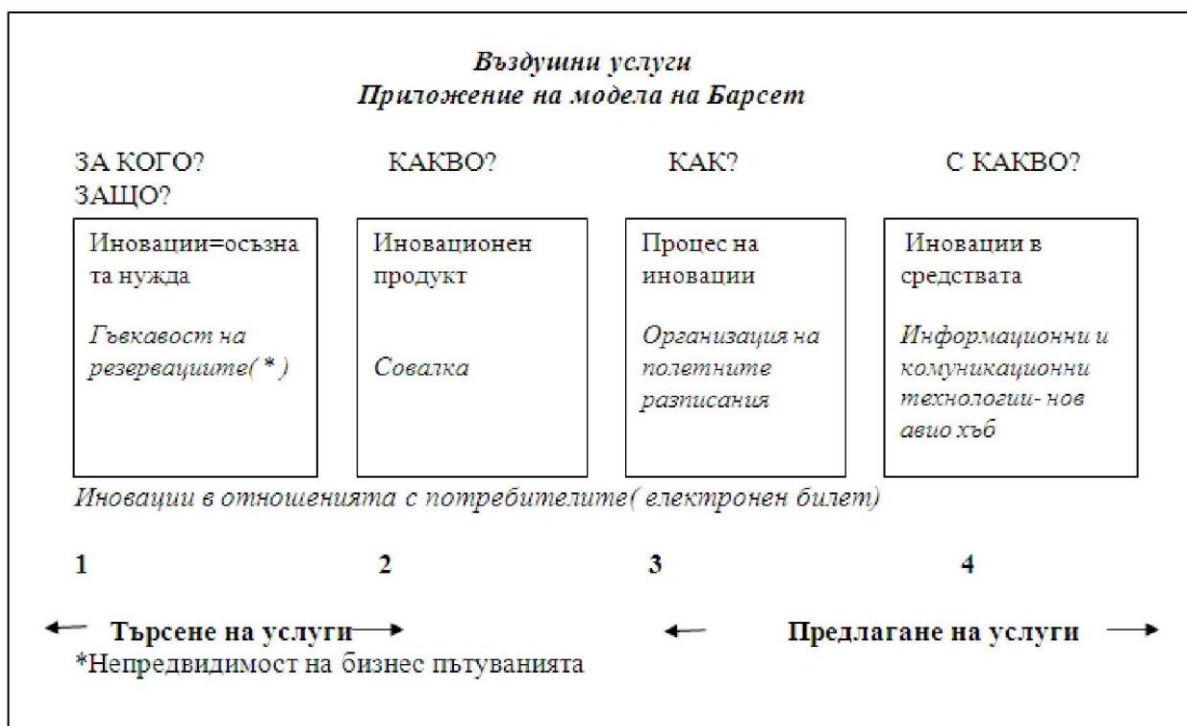 Въздушни услуги
Приложение на модела на Барсет
ЗА КОГО?
ЗАЩО?
КАКВО?
КАК?
С КАКВО?
Иновации=осъзна
та нужда
Гъвкавост на
резервациите( * )
Иновационен
продукт
Совалка
Процес на
иновации
Организация на
полетните
разписания
Иновации в
средствата
Информационни и
комуникационни
технологии- нов
авио хъб
Иновации в отношенията с потребителите( електронен билет)
1 2 3 4
Търсене на услуги Предлагане на услуги
*Непредвидимост на бизнес пътуванията